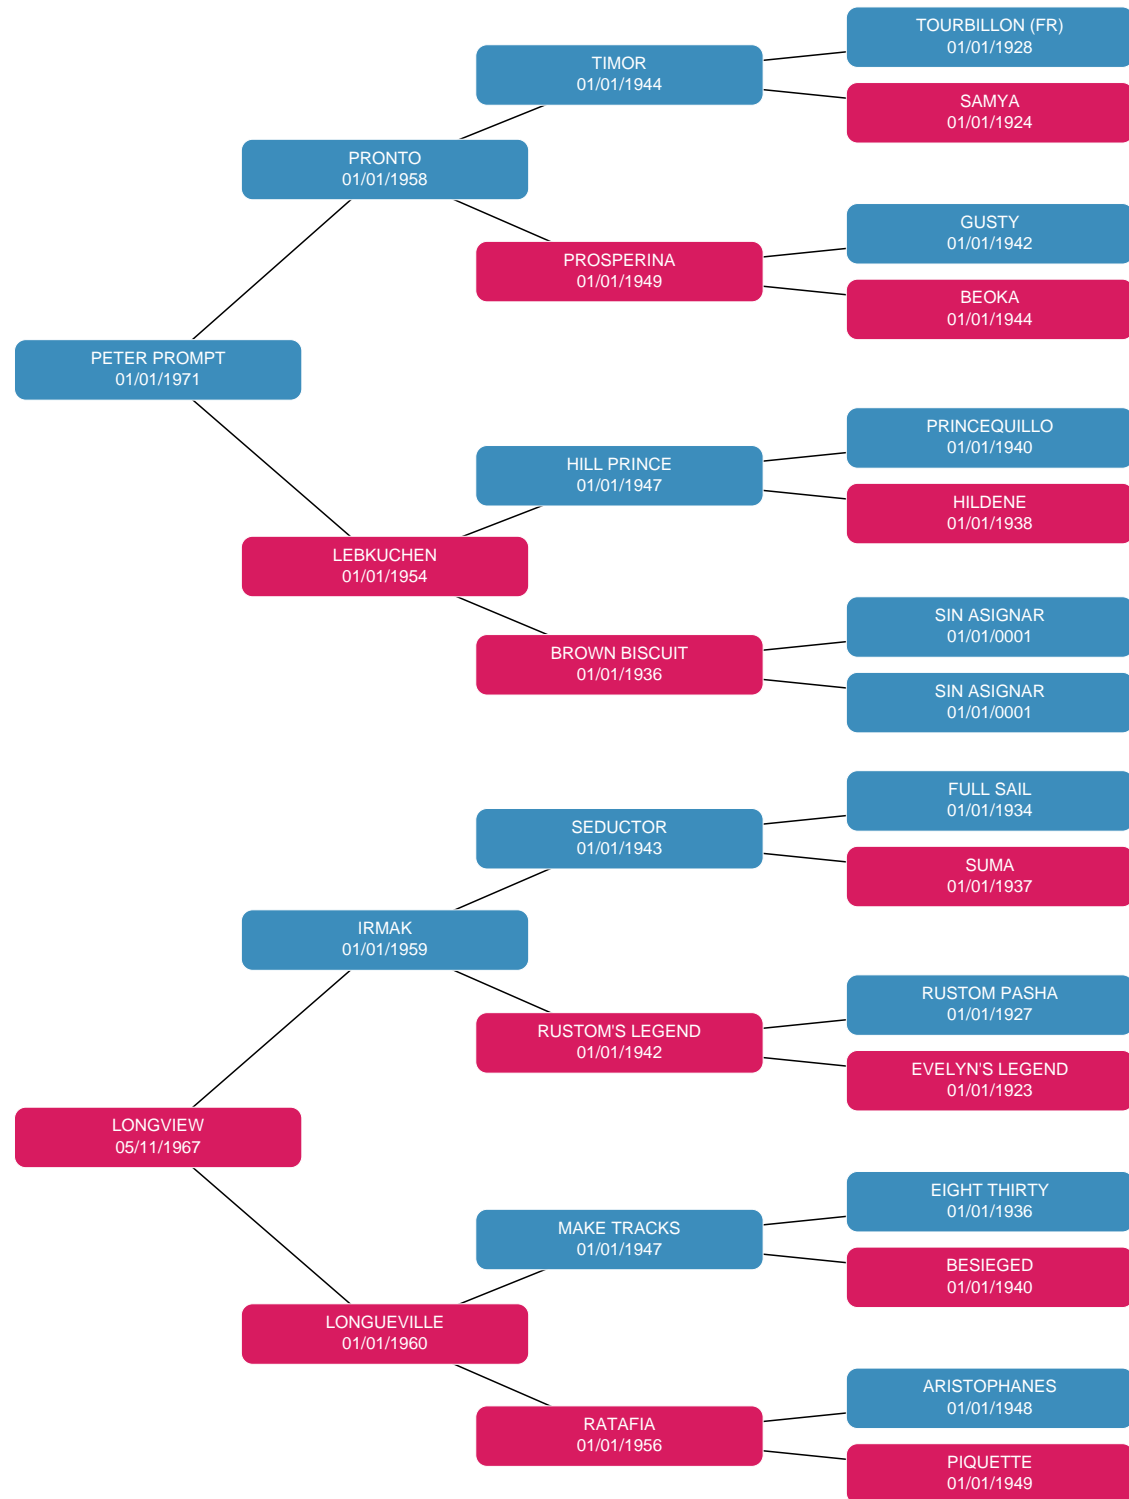 TOURBILLON (FR)
01/01/1928
TIMOR
01/01/1944
SAMYA
01/01/1924
PRONTO
01/01/1958
GUSTY
01/01/1942
PROSPERINA
01/01/1949
BEOKA
01/01/1944
PETER PROMPT
01/01/1971
PRINCEQUILLO
01/01/1940
HILL PRINCE
01/01/1947
HILDENE
01/01/1938
LEBKUCHEN
01/01/1954
SIN ASIGNAR
01/01/0001
BROWN BISCUIT
01/01/1936
SIN ASIGNAR
01/01/0001
FULL SAIL
01/01/1934
SEDUCTOR
01/01/1943
SUMA
01/01/1937
IRMAK
01/01/1959
RUSTOM PASHA
01/01/1927
RUSTOM'S LEGEND
01/01/1942
EVELYN'S LEGEND
01/01/1923
LONGVIEW
05/11/1967
EIGHT THIRTY
01/01/1936
MAKE TRACKS
01/01/1947
BESIEGED
01/01/1940
LONGUEVILLE
01/01/1960
ARISTOPHANES
01/01/1948
RATAFIA
01/01/1956
PIQUETTE
01/01/1949